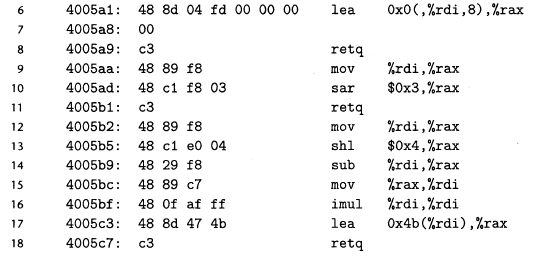 6 4005a1: 48 8d 04 fd 00 00 00 lea 0x0(,%rdi,8),%rax
7 4005a8: 00
8 4005a9: c3 retq
9 4005aa: 48 89 f8 mov %rdi,%rax
10 4005ad: 48 c1 f8 03 sar $0x3,%rax
11 4005b1: c3 retq
12 4005b2: 48 89 f8 mov %rdi,%rax
13 4005b5: 48 c1 e0 04 shl $0x4,%rax
14 4005b9: 48 29 f8 sub %rdi,%rax
15 4005bc: 48 89 c7 mov %rax,%rdi
16 4005bf: 48 0f af ff imul %rdi,%rdi
17 4005c3: 48 8d 47 4b lea 0x4b(%rdi),%rax
18 4005c7: c3 retq